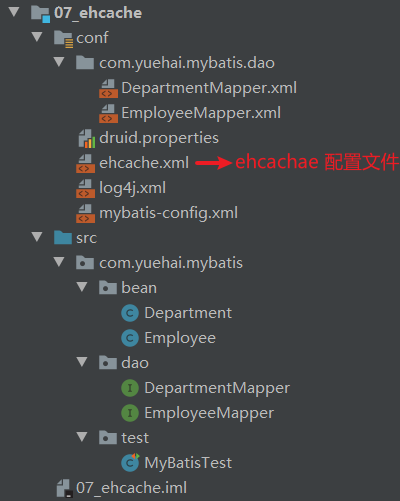 07_ehcache
conf
com.yuehai.mybatis.dao
DepartmentMapper.xml
EmployeeMapper.xml
druid.properties
ehcache.xml ehcachae 配置文件
log4j.xml
mybatis-config.xml
src
com.yuehai.mybatis
bean
Department
Employee
dao
DepartmentMapper
EmployeeMapper
test
MyBatisTest
07_ehcache.iml